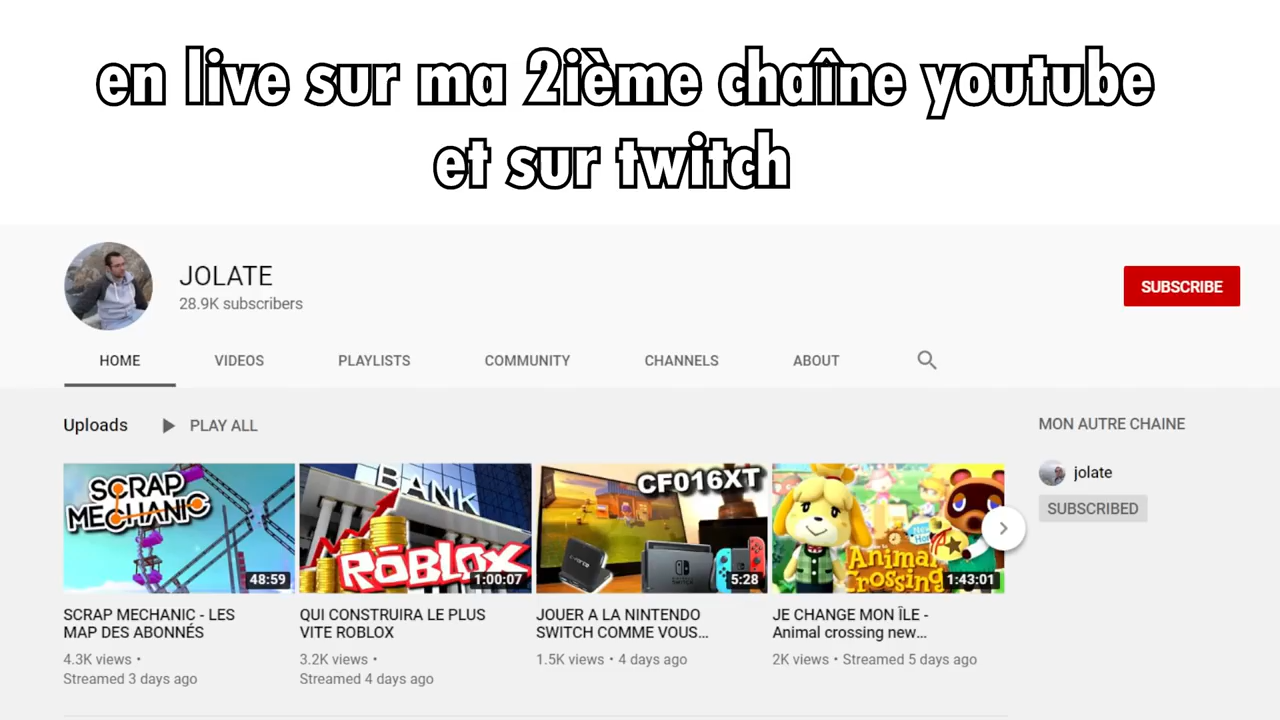 en live sur ma 2ième chaîne youtube
et sur twitch
JOLATE
28.9K subscribers
SUBSCRIBE
HOME
VIDEOS
PLAYLISTS
COMMUNITY
CHANNELS
ABOUT
Uploads
PLAY ALL
MON AUTRE CHAINE
jolate
SUBSCRIBED
SCRAP
MECHANIC
48:59
BANK
ROBLOX
1:00:07
CF016XT
5:28
Animal
Crossing
1:43:01
SCRAP MECHANIC - LES
MAP DES ABONNÉS
4.3K views •
Streamed 3 days ago
QUI CONSTRUIRA LE PLUS
VITE ROBLOX
3.2K views •
Streamed 4 days ago
JOUER A LA NINTENDO
SWITCH COMME VOUS...
1.5K views • 4 days ago
JE CHANGE MON ÎLE -
Animal crossing new...
2K views • Streamed 5 days ago